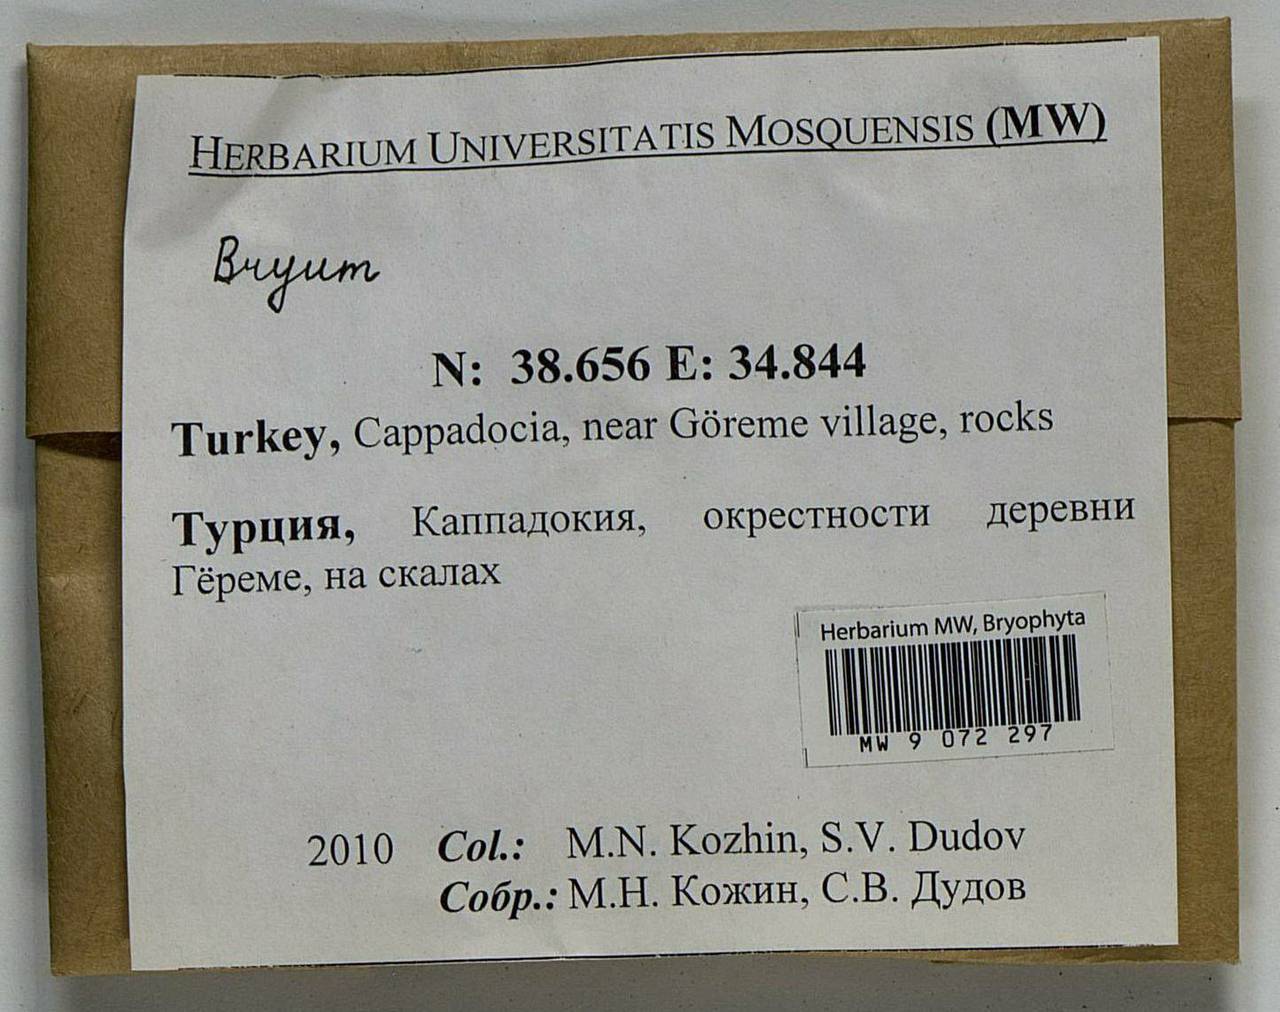 HERBARIUM UNIVERSITATIS MOSQUENSIS (MW)
Bryum
N: 38.656 E: 34.844
Turkey, Cappadocia, near Göreme village, rocks
Турция, Каппадокия, окрестности деревни
Гёреме, на скалах
Herbarium MW, Bryophyta
MW 9 072 297
2010 Col.: M.N. Kozhin, S.V. Dudov
Собр.: М.Н. Кожин, С.В. Дудов